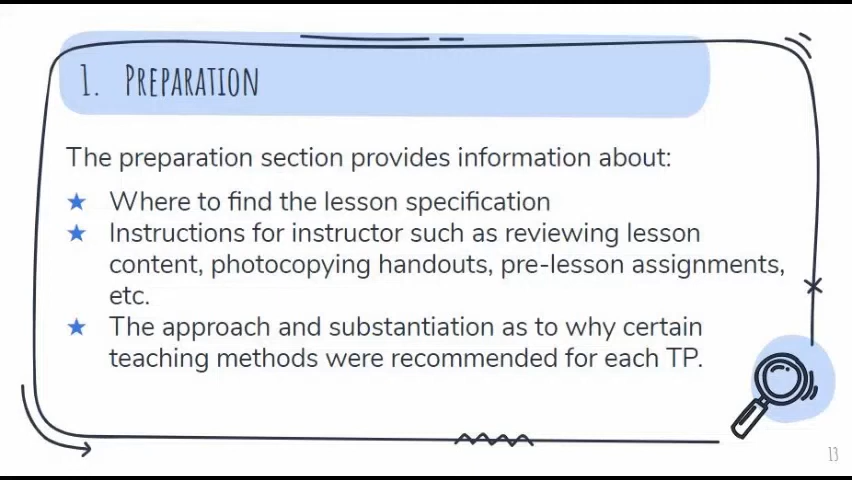 1. Preparation
The preparation section provides information about:
★ Where to find the lesson specification
★ Instructions for instructor such as reviewing lesson
content, photocopying handouts, pre-lesson assignments,
etc.
★ The approach and substantiation as to why certain
teaching methods were recommended for each TP.
13